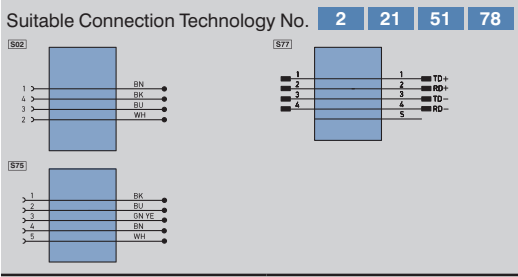 Suitable Connection Technology No. 2 21 51 78
S02
1 BN
4 BK
3 BU
2 WH
S77
1 1 TD+
2 2 RD+
3 3 TD−
4 4 RD−
S
S75
1 BK
2 BU
3 GN YE
4 BN
5 WH